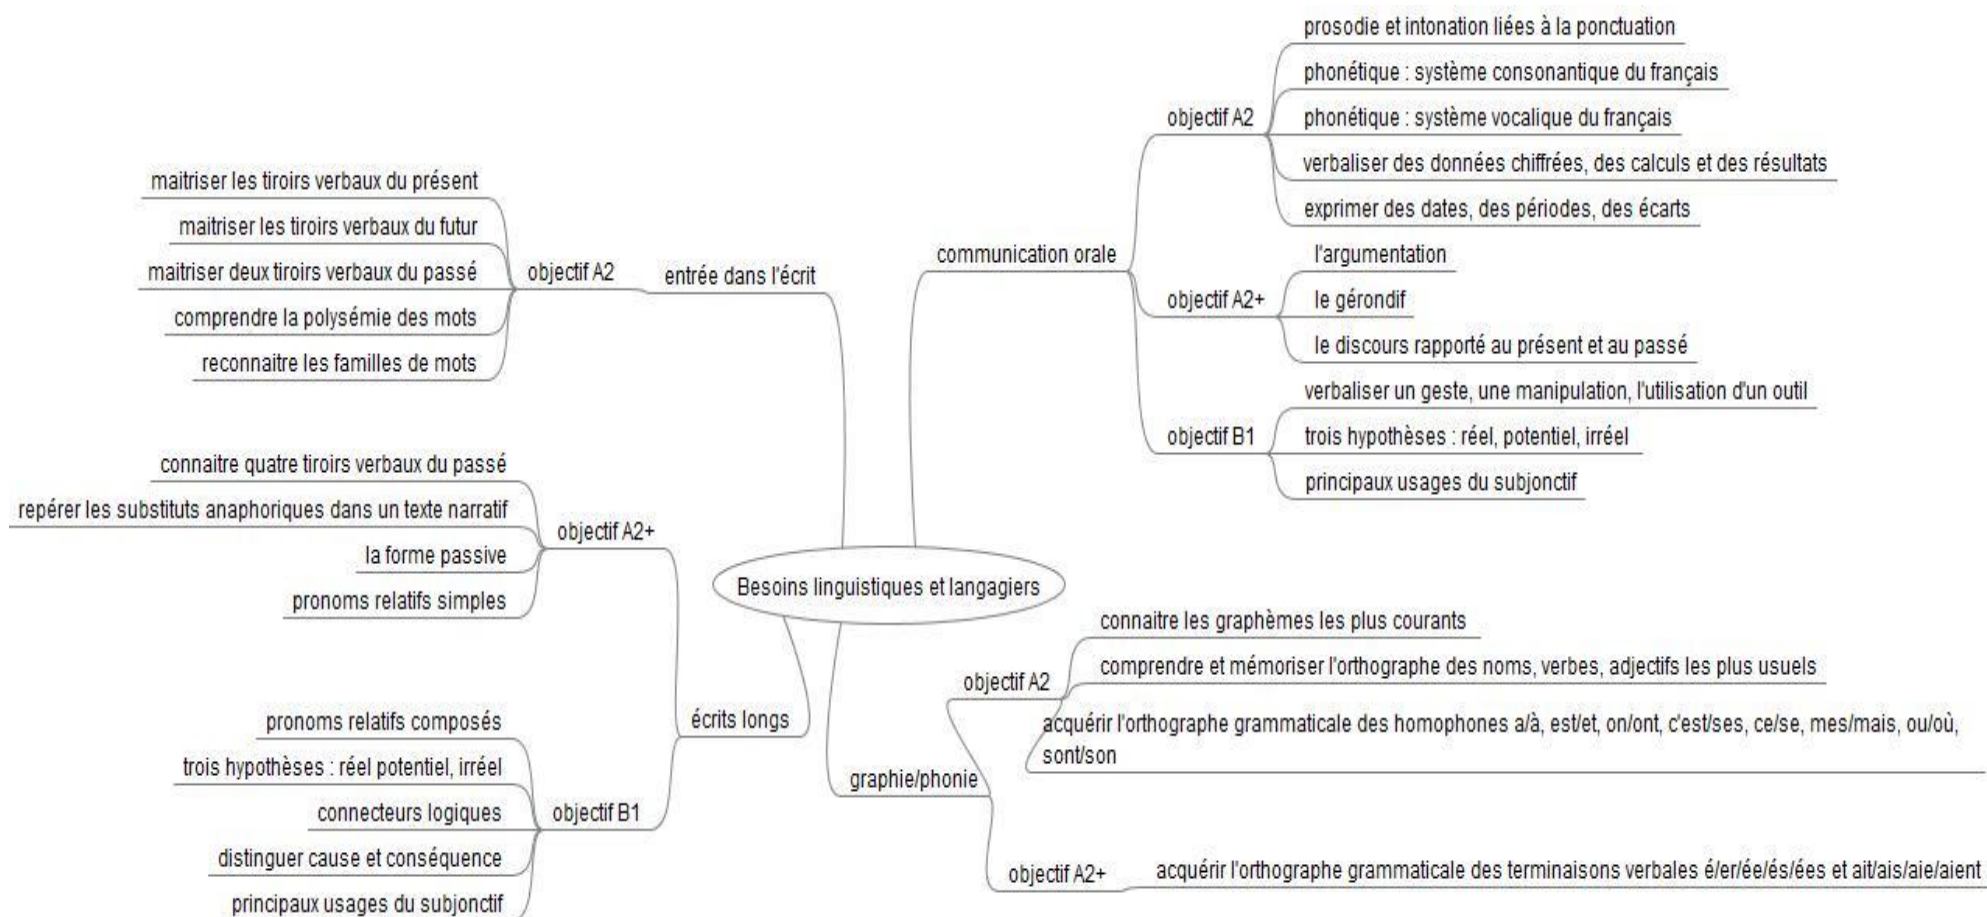 Besoins linguistiques et langagiers
entrée dans l'écrit
objectif A2
maitriser les tiroirs verbaux du présent
maitriser les tiroirs verbaux du futur
maitriser deux tiroirs verbaux du passé
comprendre la polysémie des mots
reconnaitre les familles de mots
écrits longs
objectif A2+
connaitre quatre tiroirs verbaux du passé
repérer les substituts anaphoriques dans un texte narratif
la forme passive
pronoms relatifs simples
objectif B1
pronoms relatifs composés
trois hypothèses : réel potentiel, irréel
connecteurs logiques
distinguer cause et conséquence
principaux usages du subjonctif
communication orale
objectif A2
prosodie et intonation liées à la ponctuation
phonétique : système consonantique du français
phonétique : système vocalique du français
verbaliser des données chiffrées, des calculs et des résultats
exprimer des dates, des périodes, des écarts
objectif A2+
l'argumentation
le gérondif
le discours rapporté au présent et au passé
objectif B1
verbaliser un geste, une manipulation, l'utilisation d'un outil
trois hypothèses : réel, potentiel, irréel
principaux usages du subjonctif
graphie/phonie
objectif A2
connaitre les graphèmes les plus courants
comprendre et mémoriser l'orthographe des noms, verbes, adjectifs les plus usuels
acquérir l'orthographe grammaticale des homophones a/à, est/et, on/ont, c'est/ses, ce/se, mes/mais, ou/où,
sont/son
objectif A2+
acquérir l'orthographe grammaticale des terminaisons verbales é/er/ée/és/ées et ait/ais/aie/aient